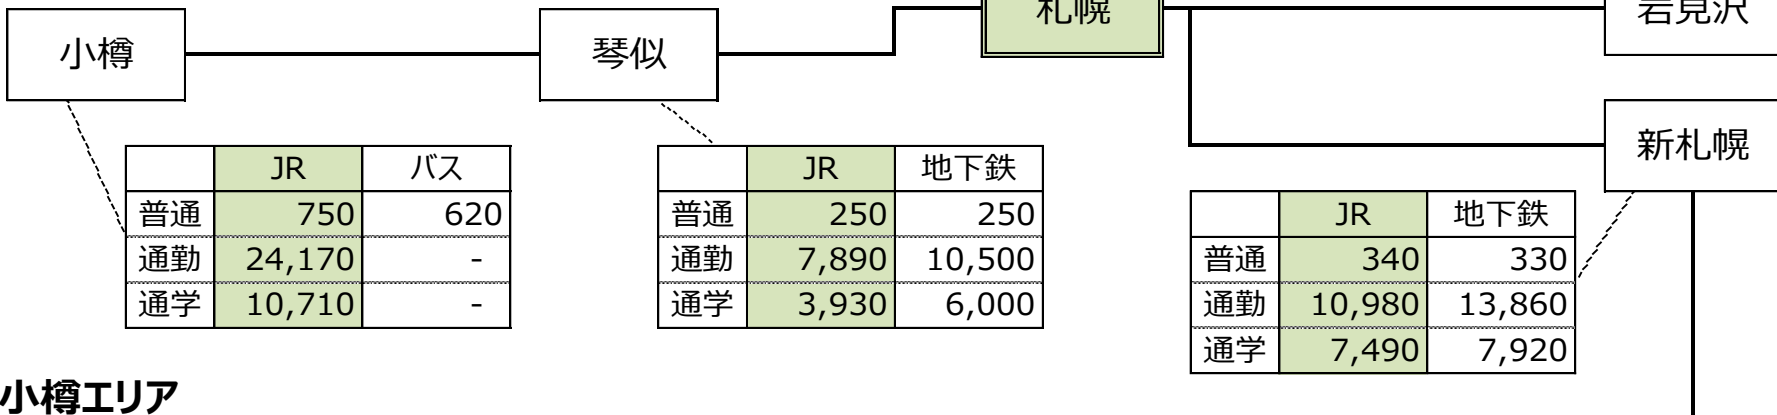 札幌
岩見沢
小樽
琴似
新札幌
JR バス
普通 750 620
通勤 24,170 -
通学 10,710 -
JR 地下鉄
普通 250 250
通勤 7,890 10,500
通学 3,930 6,000
JR 地下鉄
普通 340 330
通勤 10,980 13,860
通学 7,490 7,920
小樽エリア